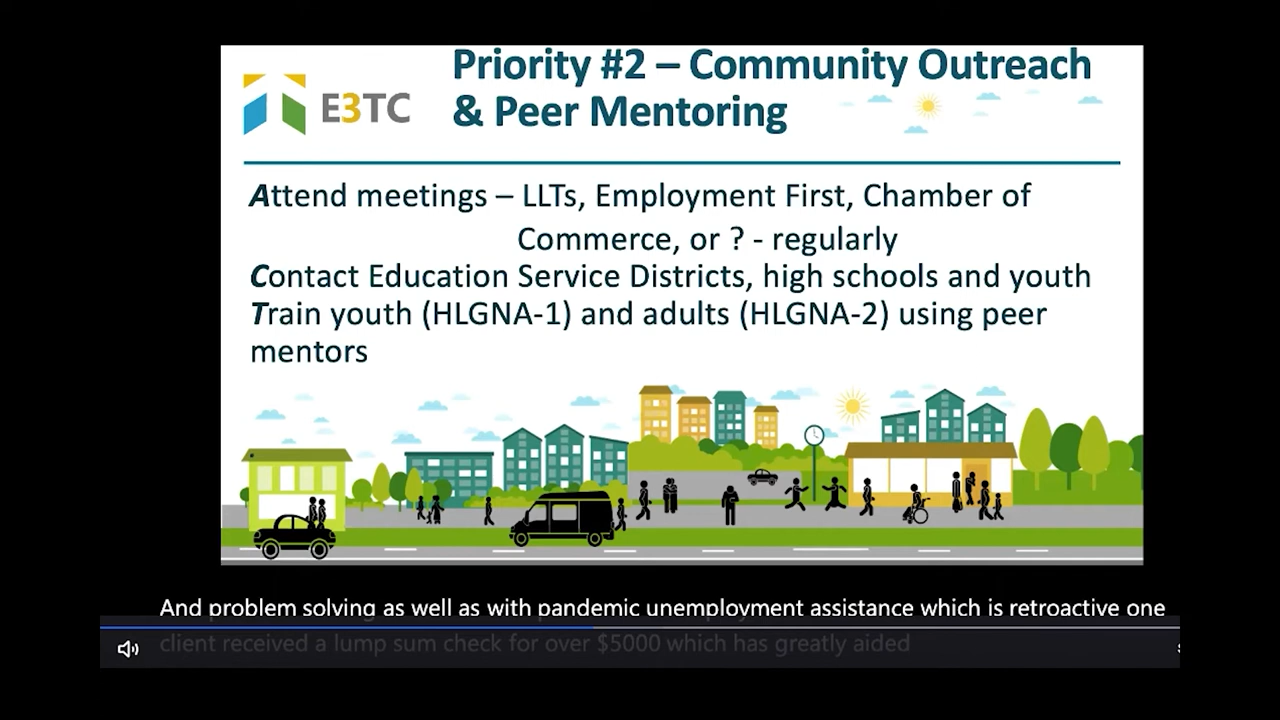 Priority #2 – Community Outreach
& Peer Mentoring
E3TC
Attend meetings – LLTs, Employment First, Chamber of
Commerce, or ? - regularly
Contact Education Service Districts, high schools and youth
Train youth (HLGNA-1) and adults (HLGNA-2) using peer
mentors
And problem solving as well as with pandemic unemployment assistance which is retroactive one
client received a lump sum check for over $5000 which has greatly aided